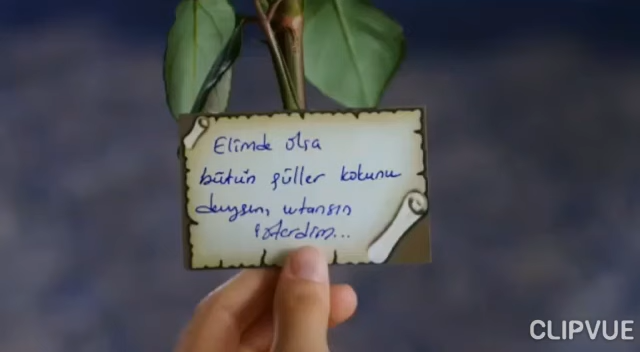 Elimde olsa
bütün güller kokunu
duysun, utansın
isterdim...
CLIPVUE